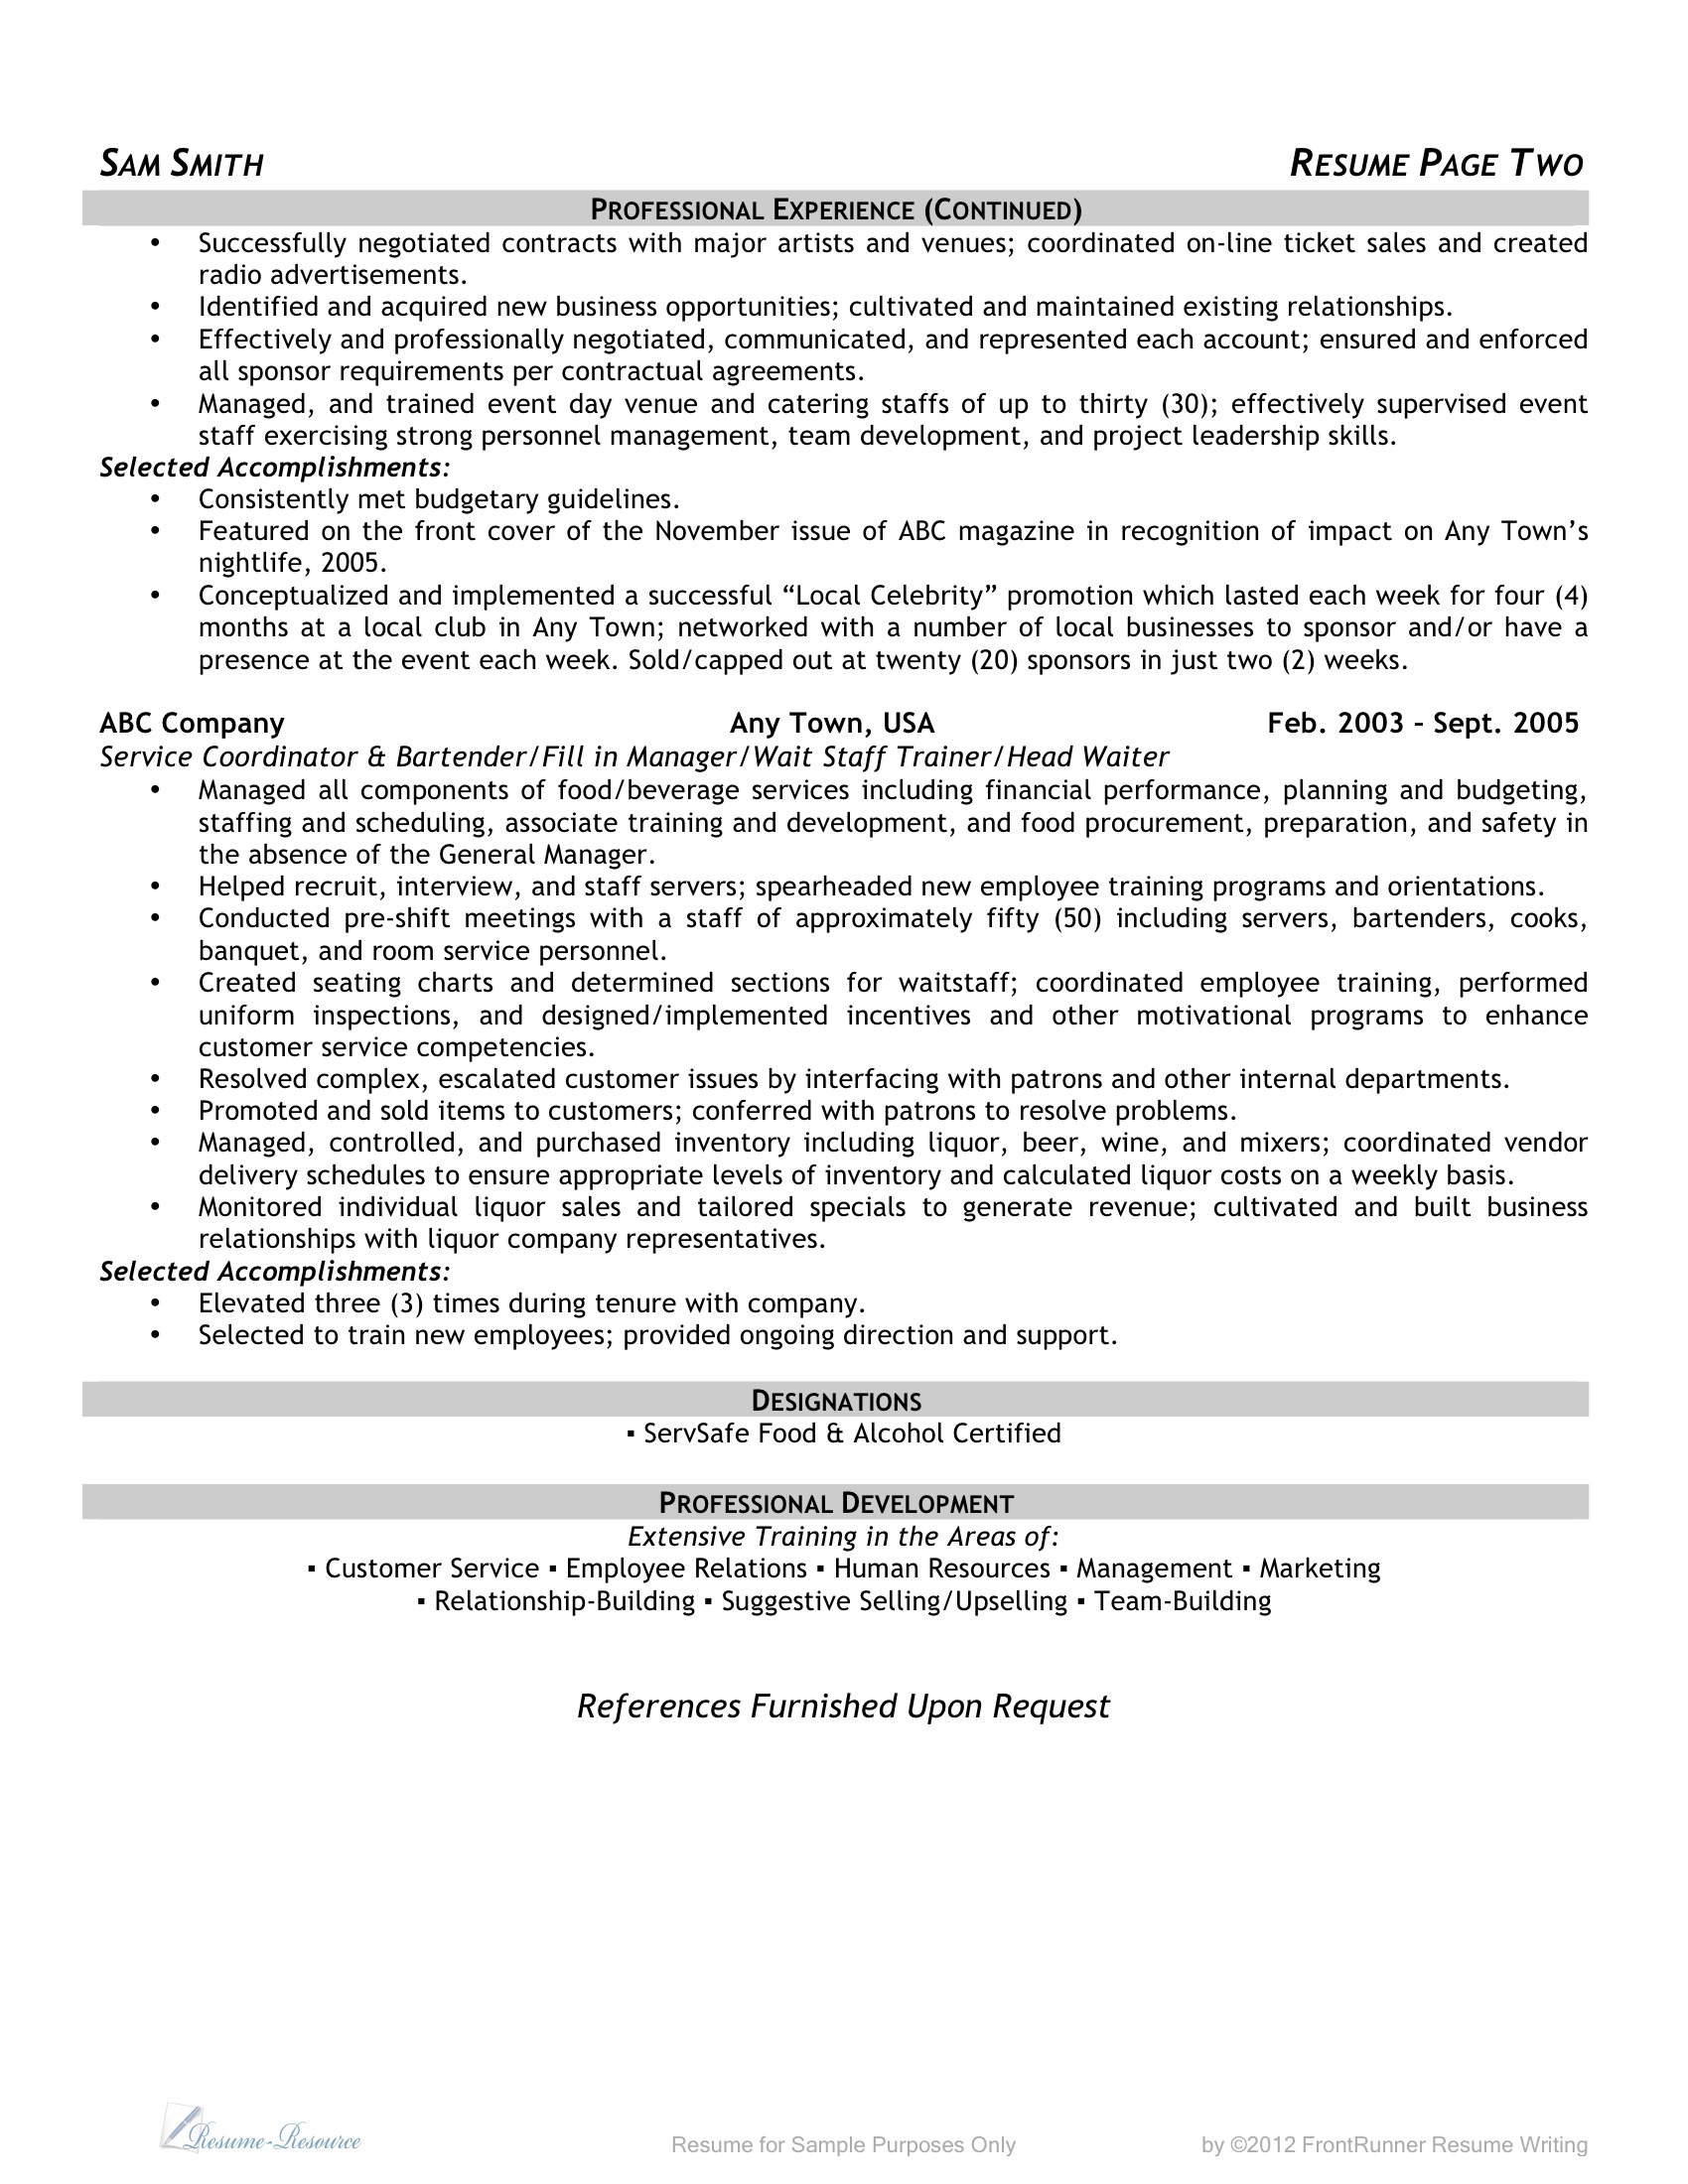 SAM SMITH RESUME PAGE TWO
PROFESSIONAL EXPERIENCE (CONTINUED)
• Successfully negotiated contracts with major artists and venues; coordinated on-line ticket sales and created
radio advertisements.
• Identified and acquired new business opportunities; cultivated and maintained existing relationships.
• Effectively and professionally negotiated, communicated, and represented each account; ensured and enforced
all sponsor requirements per contractual agreements.
• Managed, and trained event day venue and catering staffs of up to thirty (30); effectively supervised event
staff exercising strong personnel management, team development, and project leadership skills.
Selected Accomplishments:
• Consistently met budgetary guidelines.
• Featured on the front cover of the November issue of ABC magazine in recognition of impact on Any Town’s
nightlife, 2005.
• Conceptualized and implemented a successful “Local Celebrity” promotion which lasted each week for four (4)
months at a local club in Any Town; networked with a number of local businesses to sponsor and/or have a
presence at the event each week. Sold/capped out at twenty (20) sponsors in just two (2) weeks.
ABC Company Any Town, USA Feb. 2003 – Sept. 2005
Service Coordinator & Bartender/Fill in Manager/Wait Staff Trainer/Head Waiter
• Managed all components of food/beverage services including financial performance, planning and budgeting,
staffing and scheduling, associate training and development, and food procurement, preparation, and safety in
the absence of the General Manager.
• Helped recruit, interview, and staff servers; spearheaded new employee training programs and orientations.
• Conducted pre-shift meetings with a staff of approximately fifty (50) including servers, bartenders, cooks,
banquet, and room service personnel.
• Created seating charts and determined sections for waitstaff; coordinated employee training, performed
uniform inspections, and designed/implemented incentives and other motivational programs to enhance
customer service competencies.
• Resolved complex, escalated customer issues by interfacing with patrons and other internal departments.
• Promoted and sold items to customers; conferred with patrons to resolve problems.
• Managed, controlled, and purchased inventory including liquor, beer, wine, and mixers; coordinated vendor
delivery schedules to ensure appropriate levels of inventory and calculated liquor costs on a weekly basis.
• Monitored individual liquor sales and tailored specials to generate revenue; cultivated and built business
relationships with liquor company representatives.
Selected Accomplishments:
• Elevated three (3) times during tenure with company.
• Selected to train new employees; provided ongoing direction and support.
DESIGNATIONS
▪ ServSafe Food & Alcohol Certified
PROFESSIONAL DEVELOPMENT
Extensive Training in the Areas of:
▪ Customer Service ▪ Employee Relations ▪ Human Resources ▪ Management ▪ Marketing
▪ Relationship-Building ▪ Suggestive Selling/Upselling ▪ Team-Building
References Furnished Upon Request
Resume-Resource Resume for Sample Purposes Only by ©2012 FrontRunner Resume Writing